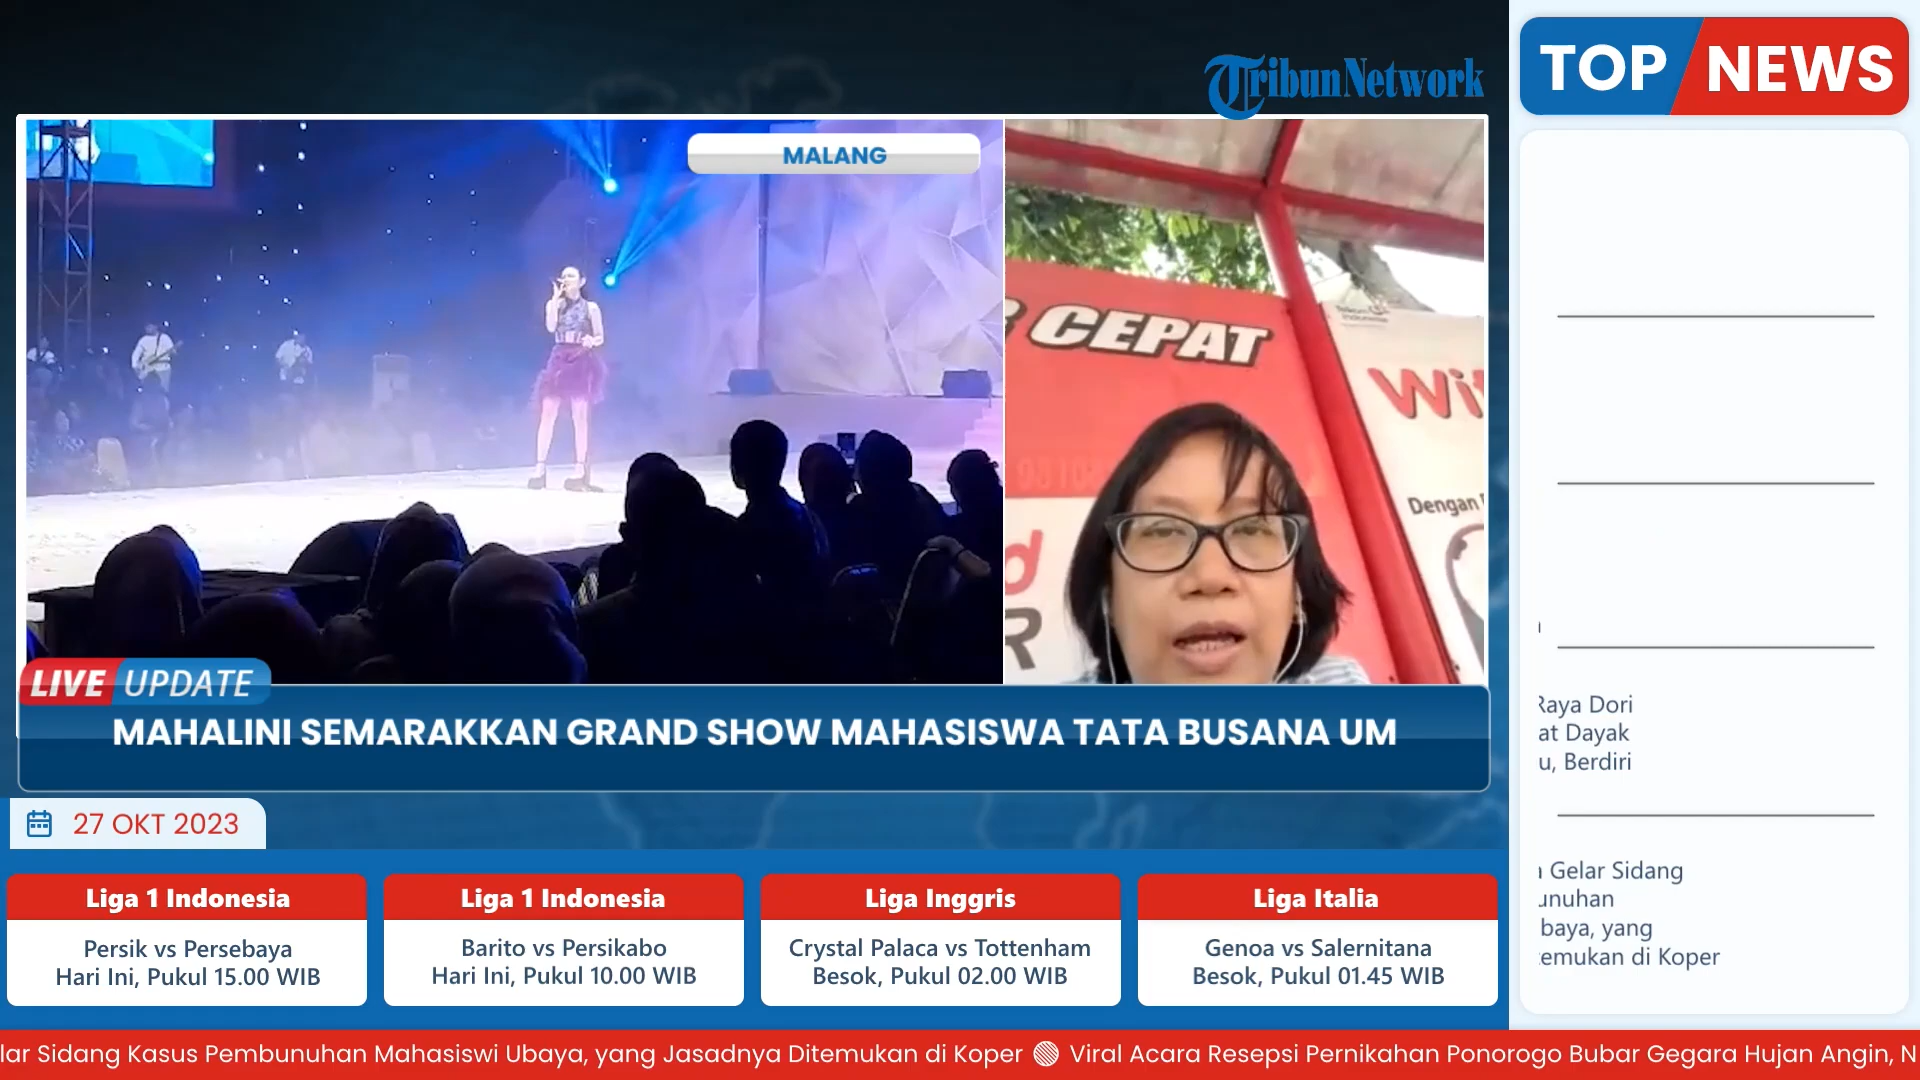 TribunNetwork
TOP NEWS
MALANG
CEPAT
Dengan
LIVE UPDATE
MAHALINI SEMARAKKAN GRAND SHOW MAHASISWA TATA BUSANA UM
27 OKT 2023
Liga 1 Indonesia
Persik vs Persebaya
Hari Ini, Pukul 15.00 WIB
Liga 1 Indonesia
Barito vs Persikabo
Hari Ini, Pukul 10.00 WIB
Liga Inggris
Crystal Palaca vs Tottenham
Besok, Pukul 02.00 WIB
Liga Italia
Genoa vs Salernitana
Besok, Pukul 01.45 WIB
Raya Dori
at Dayak
u, Berdiri
Gelar Sidang
unuhan
baya, yang
emukan di Koper
lar Sidang Kasus Pembunuhan Mahasiswi Ubaya, yang Jasadnya Ditemukan di Koper Viral Acara Resepsi Pernikahan Ponorogo Bubar Gegara Hujan Angin, N